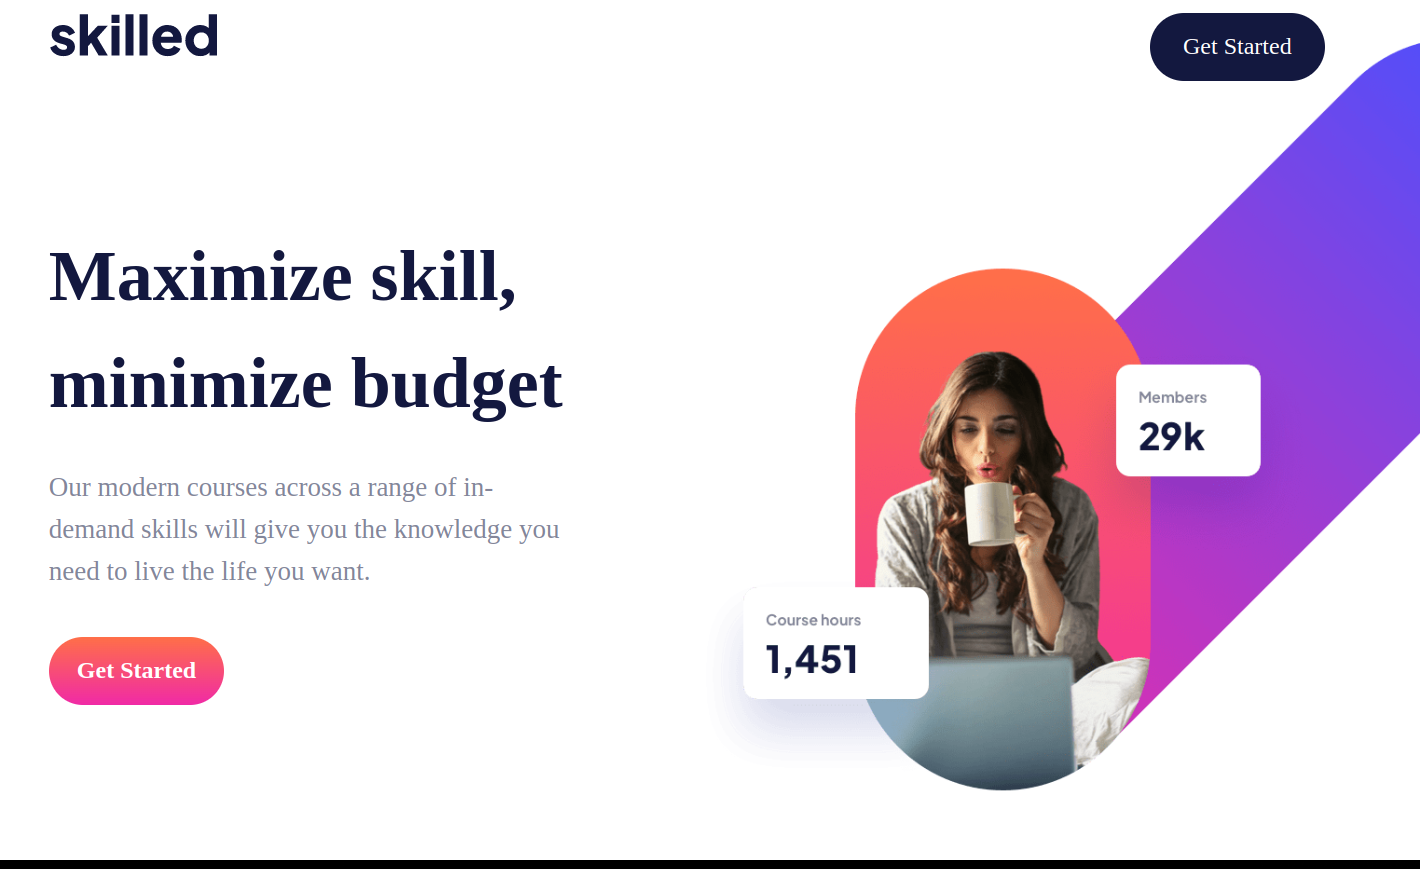 skilled
Get Started
Maximize skill,
minimize budget
Our modern courses across a range of in-
demand skills will give you the knowledge you
need to live the life you want.
Get Started
Members
29k
Course hours
1,451